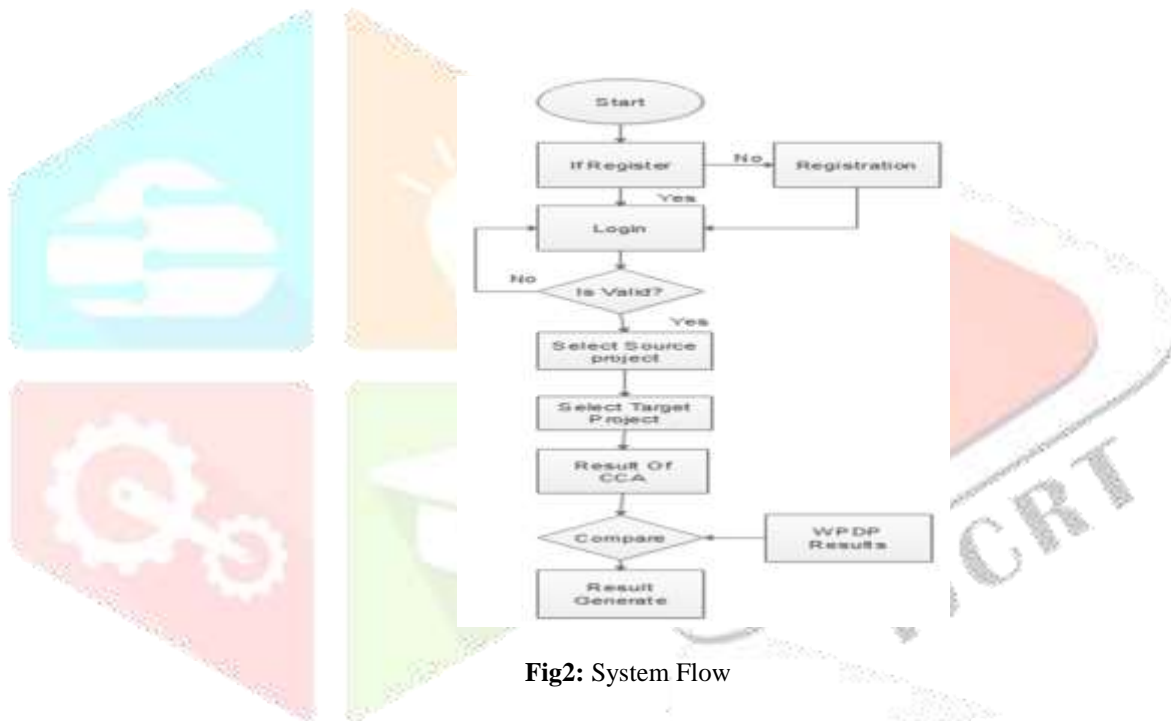 Start
If Register
No
Registration
Yes
Login
No
Is Valid?
Yes
Select Source
project
Select Target
Project
Result Of
CCA
Compare
WPDP
Results
Result
Generate
Fig2: System Flow